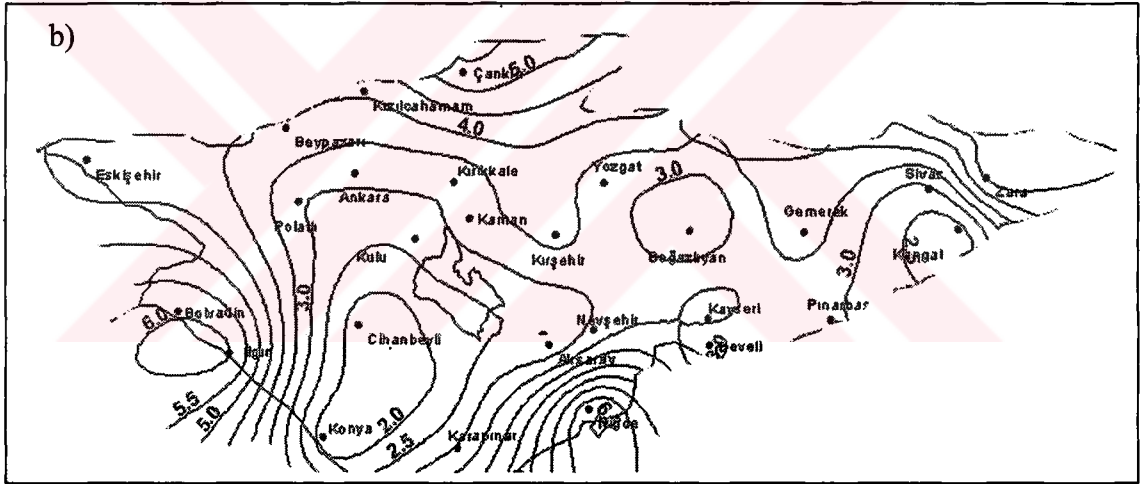 b)
Çankırı
5.0
Kızılcahamam
4.0
Beypazarı
Eskişehir
Kırıkkale
Yozgat
3.0
Sivas
Zara
Ankara
Kaman
Polatlı
Gemerek
Kulu
Kırşehir
Boğazlıyan
Kangal
3.0
3.0
Pınarbaşı
6.0
Bolvadin
Kayseri
Nevşehir
Cihanbeyli
Ilgın
Aksaray
Develi
5.5
5.0
2.0
Konya
2.5
Karapınar
Niğde